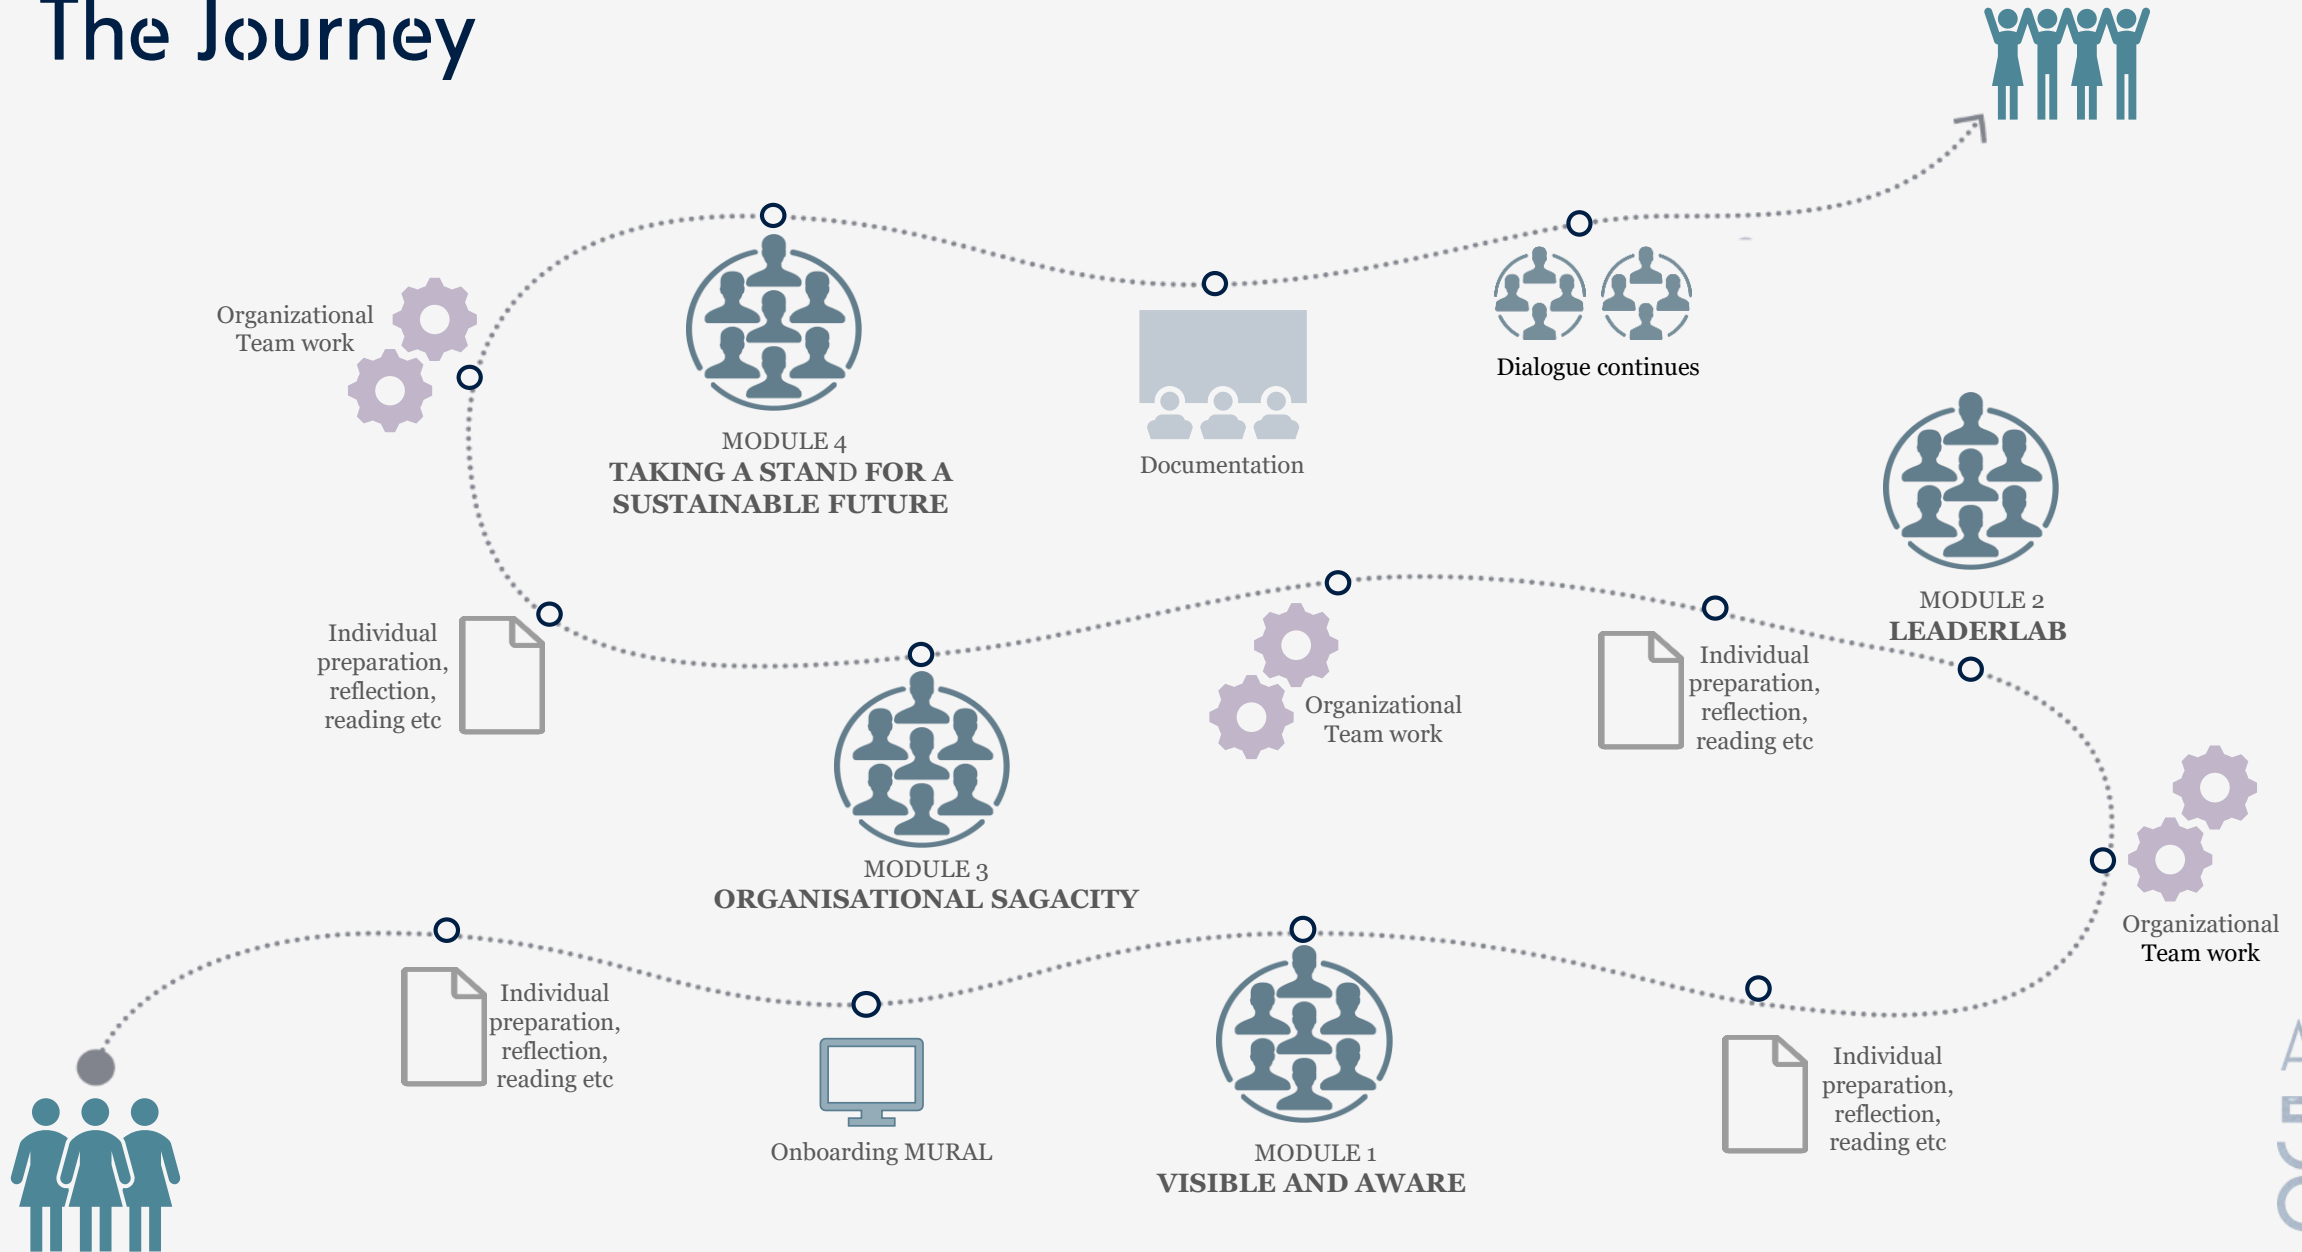 The Journey
Organizational
Team work
MODULE 4
TAKING A STAND FOR A
SUSTAINABLE FUTURE
Documentation
Dialogue continues
MODULE 2
LEADERLAB
Individual
preparation,
reflection,
reading etc
MODULE 3
ORGANISATIONAL SAGACITY
Organizational
Team work
Individual
preparation,
reflection,
reading etc
Organizational
Team work
Individual
preparation,
reflection,
reading etc
Onboarding MURAL
MODULE 1
VISIBLE AND AWARE
Individual
preparation,
reflection,
reading etc